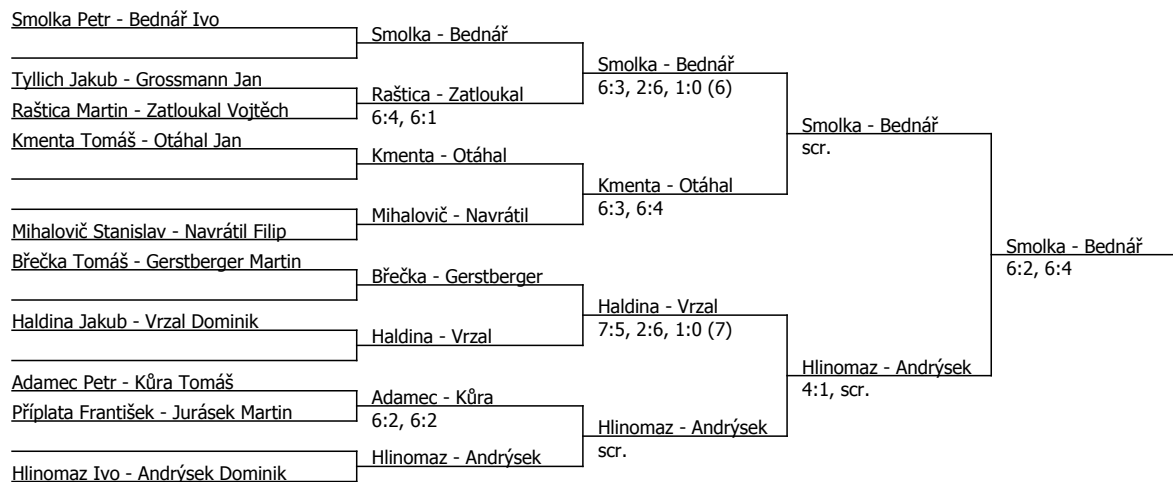 Smolka Petr - Bednář Ivo
Tyllich Jakub - Grossmann Jan
Raštica Martin - Zatloukal Vojtěch
Kmenta Tomáš - Otáhal Jan
Mihalovič Stanislav - Navrátil Filip
Břečka Tomáš - Gerstberger Martin
Haldina Jakub - Vrzal Dominik
Adamec Petr - Kůra Tomáš
Příplata František - Jurásek Martin
Hlinomaz Ivo - Andrýsek Dominik
Smolka - Bednář
Raštica - Zatloukal
6:4, 6:1
Kmenta - Otáhal
Mihalovič - Navrátil
Břečka - Gerstberger
Haldina - Vrzal
Adamec - Kůra
6:2, 6:2
Hlinomaz - Andrýsek
Smolka - Bednář
6:3, 2:6, 1:0 (6)
Kmenta - Otáhal
6:3, 6:4
Haldina - Vrzal
7:5, 2:6, 1:0 (7)
Hlinomaz - Andrýsek
scr.
Smolka - Bednář
scr.
Hlinomaz - Andrýsek
4:1, scr.
Smolka - Bednář
6:2, 6:4